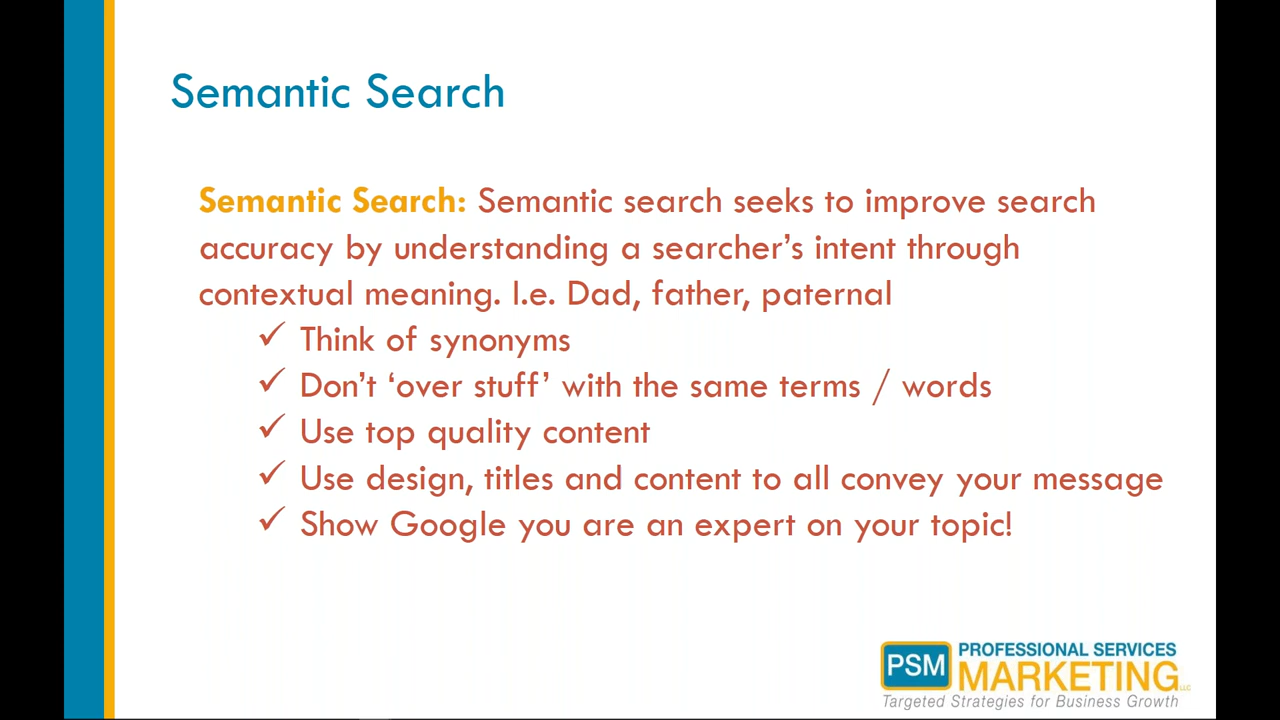 Semantic Search
Semantic Search: Semantic search seeks to improve search
accuracy by understanding a searcher's intent through
contextual meaning. I.e. Dad, father, paternal
✓ Think of synonyms
✓ Don't ‘over stuff’ with the same terms / words
✓ Use top quality content
✓ Use design, titles and content to all convey your message
✓ Show Google you are an expert on your topic!
PSM
PROFESSIONAL SERVICES
MARKETING LLC
Targeted Strategies for Business Growth